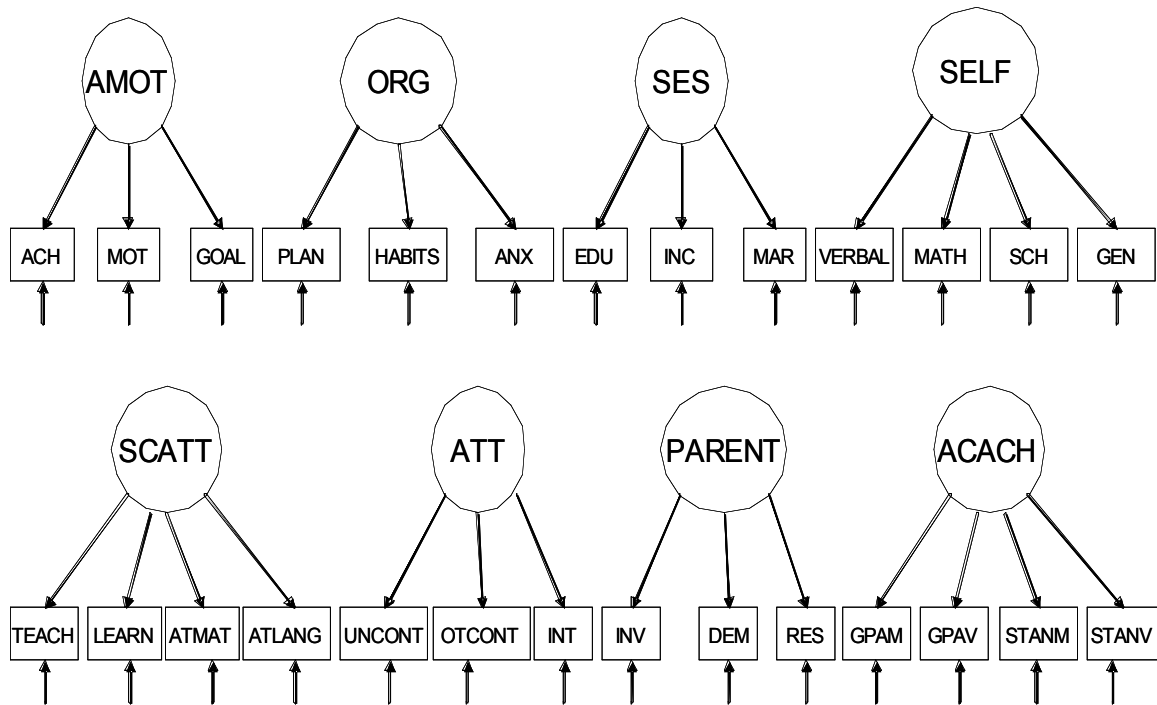 AMOT ORG SES SELF
ACH MOT GOAL PLAN HABITS ANX EDU INC MAR VERBAL MATH SCH GEN
SCATT ATT PARENT ACACH
TEACH LEARN ATMAT ATLANG UNCONT OTCONT INT INV DEM RES GPAM GPAV STANM STANV